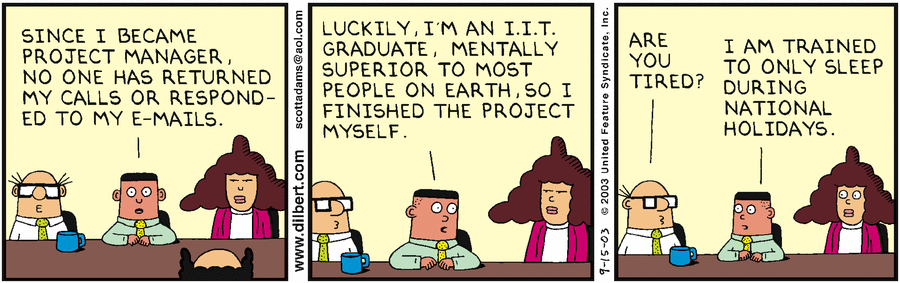 SINCE I BECAME
PROJECT MANAGER,
NO ONE HAS RETURNED
MY CALLS OR RESPOND-
ED TO MY E-MAILS.
www.dilbert.com
scottadams@aol.com
LUCKILY, I'M AN I.I.T.
GRADUATE, MENTALLY
SUPERIOR TO MOST
PEOPLE ON EARTH, SO I
FINISHED THE PROJECT
MYSELF.
9-15-03 © 2003 United Feature Syndicate, Inc.
ARE
YOU
TIRED?
I AM TRAINED
TO ONLY SLEEP
DURING
NATIONAL
HOLIDAYS.